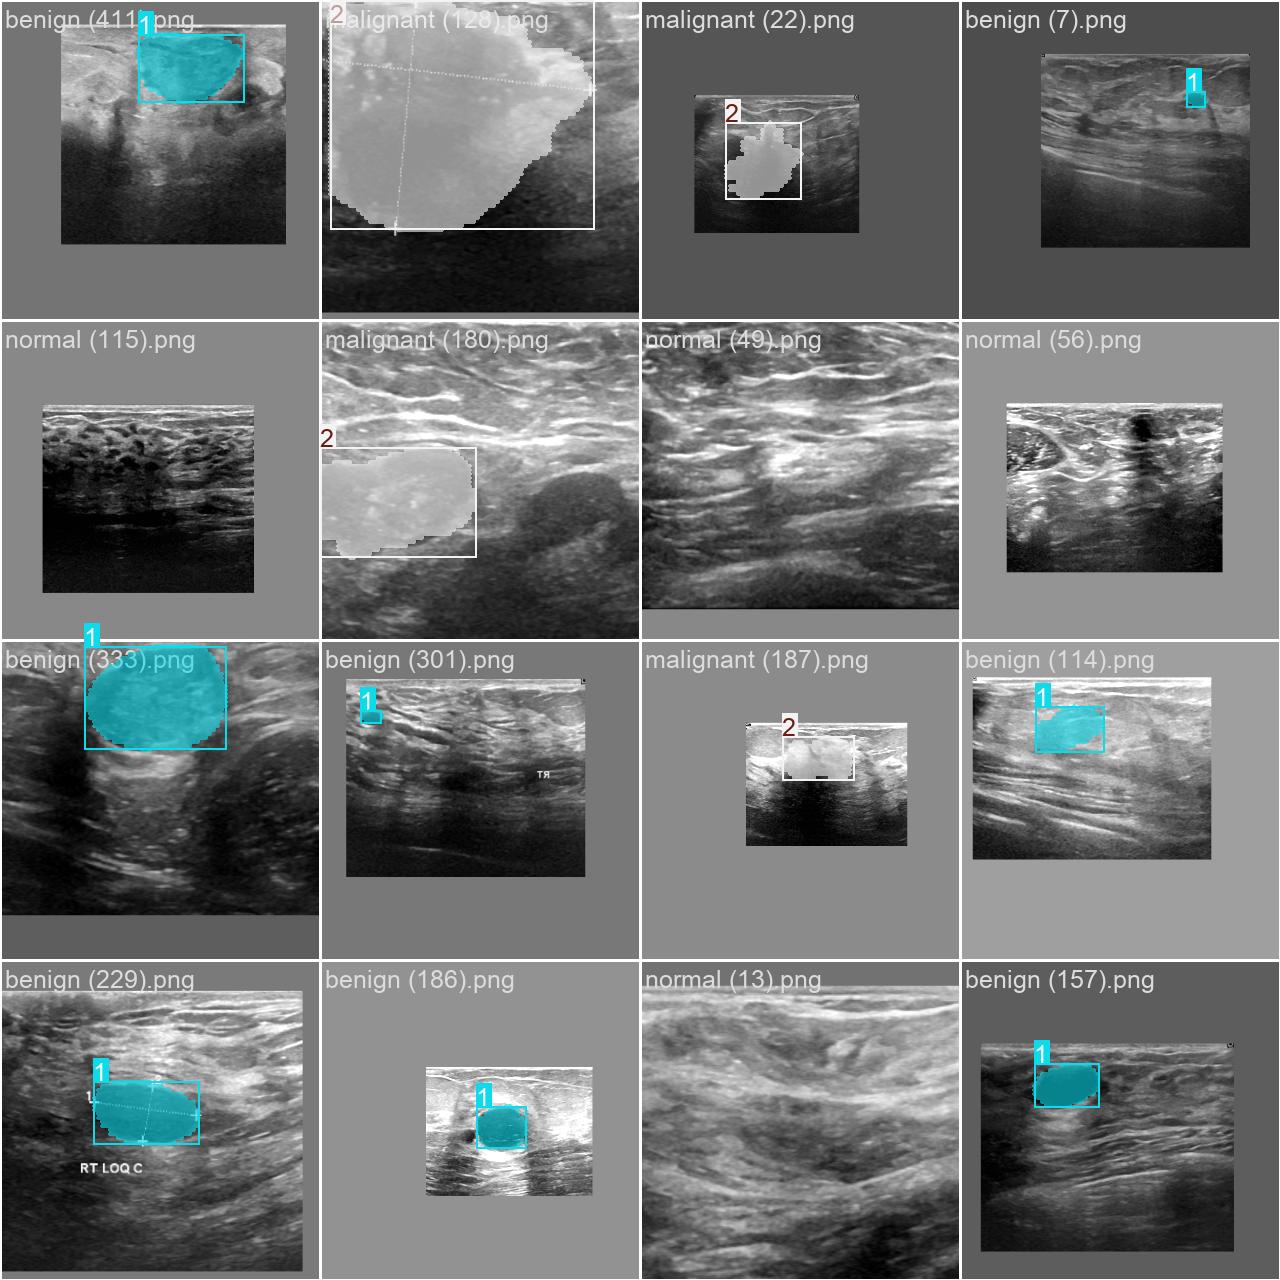 benign (411).png
1
malignant (128).png
2
malignant (22).png
2
benign (7).png
1
normal (115).png
malignant (180).png
2
normal (49).png
normal (56).png
benign (333).png
1
benign (301).png
1
malignant (187).png
2
benign (114).png
1
benign (229).png
1
RT LOQ C
benign (186).png
1
normal (13).png
benign (157).png
1